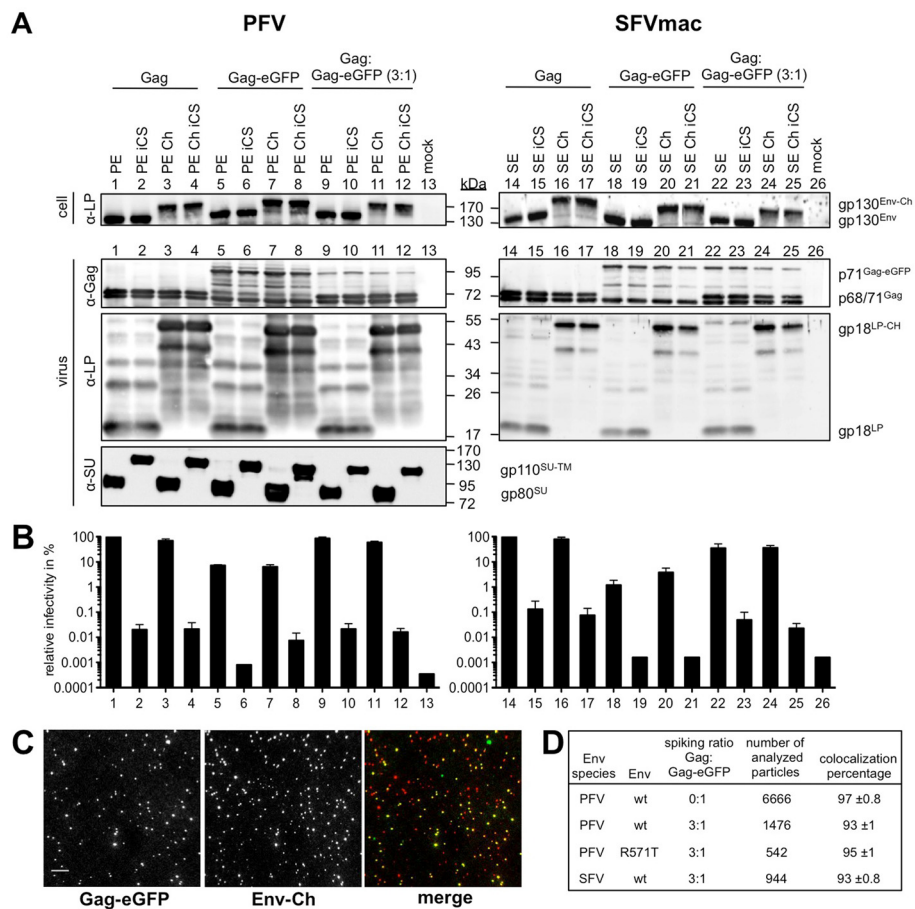 A
PFV
SFVmac
Gag
Gag-eGFP
Gag:
Gag-eGFP (3:1)
Gag
Gag-eGFP
Gag:
Gag-eGFP (3:1)
PE
PE iCS
PE Ch
PE Ch iCS
PE
PE iCS
PE Ch
PE Ch iCS
PE
PE iCS
PE Ch
PE Ch iCS
mock
SE
SE iCS
SE Ch
SE Ch iCS
SE
SE iCS
SE Ch
SE Ch iCS
SE
SE iCS
SE Ch
SE Ch iCS
mock
1 2 3 4 5 6 7 8 9 10 11 12 13
kDa
14 15 16 17 18 19 20 21 22 23 24 25 26
cell
α-LP
170
130
gp130Env-Ch
gp130Env
1 2 3 4 5 6 7 8 9 10 11 12 13
14 15 16 17 18 19 20 21 22 23 24 25 26
virus
α-Gag
95
72
p71Gag-eGFP
p68/71Gag
α-LP
55
43
34
26
17
gp18LP-CH
gp18LP
α-SU
170
130
95
72
gp110SU-TM
gp80SU
B
relative infectivity in %
100
10
1
0.1
0.01
0.001
0.0001
1 2 3 4 5 6 7 8 9 10 11 12 13
100
10
1
0.1
0.01
0.001
0.0001
14 15 16 17 18 19 20 21 22 23 24 25 26
C
Gag-eGFP
Env-Ch
merge
D
Env species Env spiking ratio Gag: Gag-eGFP number of analyzed particles colocalization percentage
PFV wt 0:1 6666 97 ±0.8
PFV wt 3:1 1476 93 ±1
PFV R571T 3:1 542 95 ±1
SFV wt 3:1 944 93 ±0.8